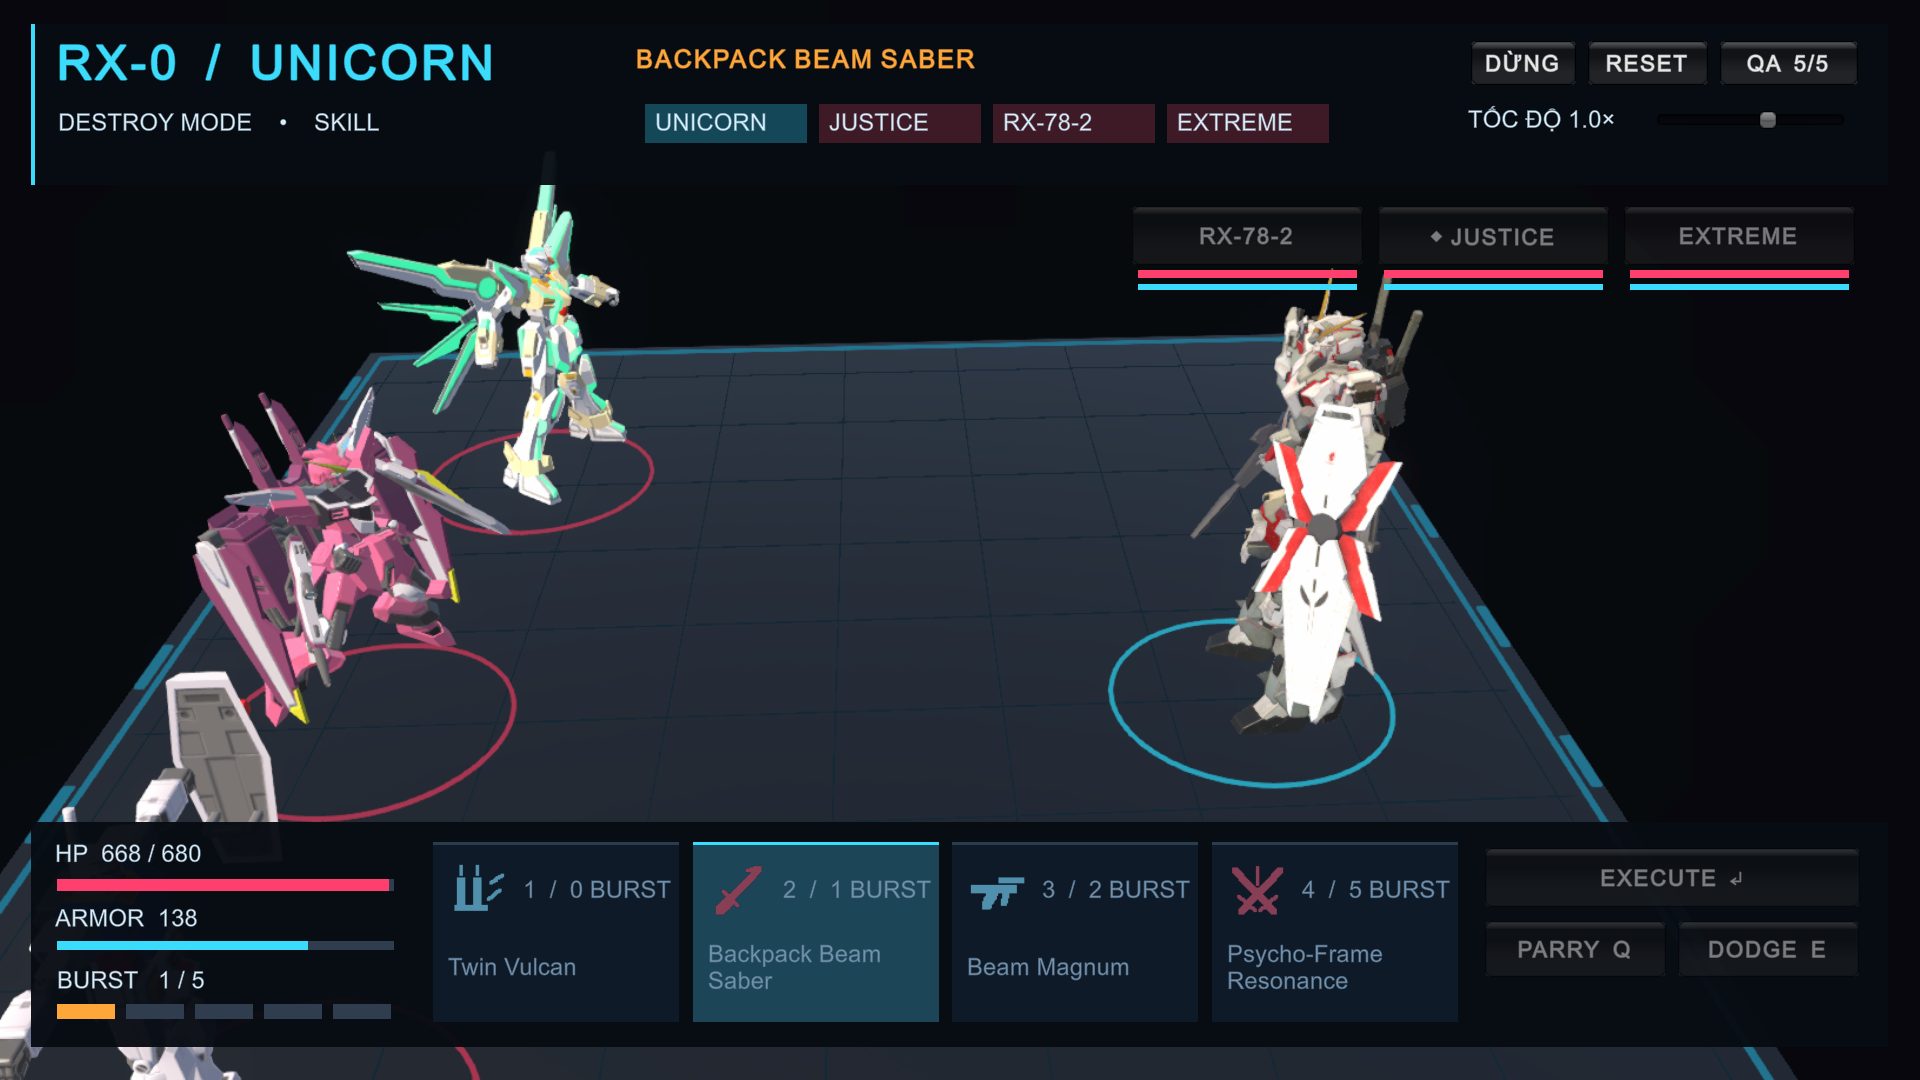 RX-0 / UNICORN
DESTROY MODE • SKILL
BACKPACK BEAM SABER
UNICORN
JUSTICE
RX-78-2
EXTREME
DỪNG
RESET
QA 5/5
TỐC ĐỘ 1.0×
RX-78-2
◆ JUSTICE
EXTREME
HP 668 / 680
ARMOR 138
BURST 1 / 5
1 / 0 BURST
Twin Vulcan
2 / 1 BURST
Backpack Beam
Saber
3 / 2 BURST
Beam Magnum
4 / 5 BURST
Psycho-Frame
Resonance
EXECUTE ↲
PARRY Q
DODGE E